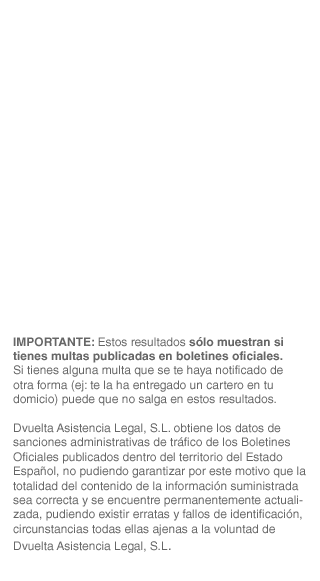 IMPORTANTE: Estos resultados sólo muestran si
tienes multas publicadas en boletines oficiales.
Si tienes alguna multa que se te haya notificado de
otra forma (ej: te la ha entregado un cartero en tu
domicio) puede que no salga en estos resultados.
Dvuelta Asistencia Legal, S.L. obtiene los datos de
sanciones administrativas de tráfico de los Boletines
Oficiales publicados dentro del territorio del Estado
Español, no pudiendo garantizar por este motivo que la
totalidad del contenido de la información suministrada
sea correcta y se encuentre permanentemente actuali-
zada, pudiendo existir erratas y fallos de identificación,
circunstancias todas ellas ajenas a la voluntad de
Dvuelta Asistencia Legal, S.L.